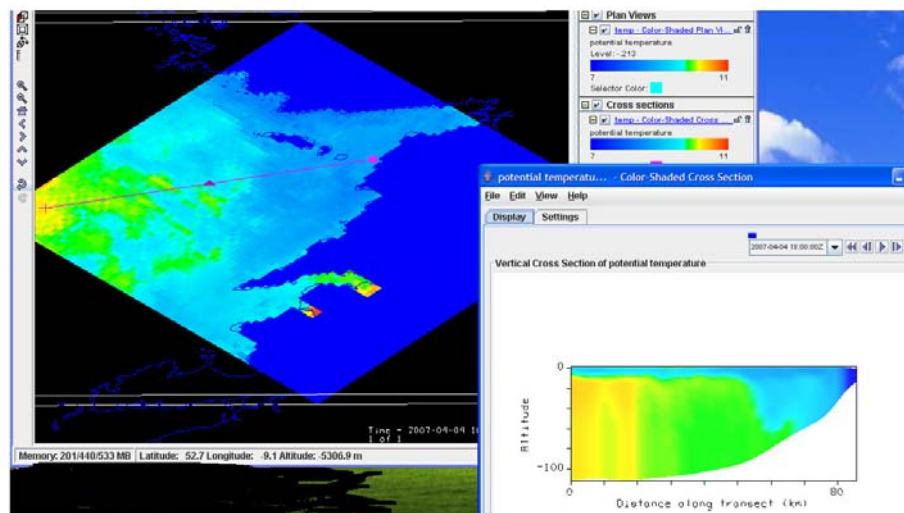 Plan Views
temp - Color-Shaded Plan Vi...
potential temperature
Level: -.213
7 11
Selector Color:
Cross sections
temp - Color-Shaded Cross ...
potential temperature
7 11
Time - 2007-04-04 18
1 of 1
Memory: 201/440/533 MB Latitude: 52.7 Longitude: -9.1 Altitude: -5306.9 m
potential temperatu... - Color-Shaded Cross Section
File Edit View Help
Display Settings
2007-04-04 18:00:00Z
Vertical Cross Section of potential temperature
0
Altitude
-100
0 80
Distance along transect (km)